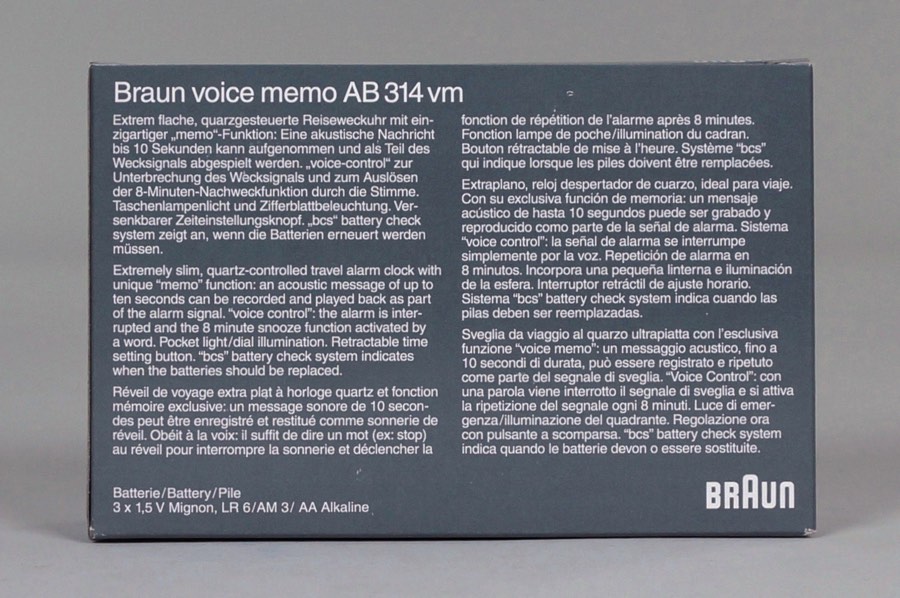 Braun voice memo AB 314 vm
Extrem flache, quarzgesteuerte Reiseweckuhr mit ein-
zigartiger „memo“-Funktion: Eine akustische Nachricht
bis 10 Sekunden kann aufgenommen und als Teil des
Wecksignals abgespielt werden. „voice-control“ zur
Unterbrechung des Wecksignals und zum Auslösen
der 8-Minuten-Nachweckfunktion durch die Stimme.
Taschenlampenlicht und Zifferblattbeleuchtung. Ver-
senkbarer Zeiteinstellungsknopf. „bcs“ battery check
system zeigt an, wenn die Batterien erneuert werden
müssen.
Extremely slim, quartz-controlled travel alarm clock with
unique “memo” function: an acoustic message of up to
ten seconds can be recorded and played back as part
of the alarm signal. “voice control”: the alarm is inter-
rupted and the 8 minute snooze function activated by
a word. Pocket light/dial illumination. Retractable time
setting button. “bcs” battery check system indicates
when the batteries should be replaced.
Réveil de voyage extra plat à horloge quartz et fonction
mémoire exclusive: un message sonore de 10 secon-
des peut être enregistré et restitué comme sonnerie de
réveil. Obéit à la voix: il suffit de dire un mot (ex: stop)
au réveil pour interrompre la sonnerie et déclencher la
fonction de répétition de l'alarme après 8 minutes.
Fonction lampe de poche/illumination du cadran.
Bouton rétractable de mise à l'heure. Système “bcs”
qui indique lorsque les piles doivent être remplacées.
Extraplano, reloj despertador de cuarzo, ideal para viaje.
Con su exclusiva función de memoria: un mensaje
acústico de hasta 10 segundos puede ser grabado y
reproducido como parte de la señal de alarma. Sistema
“voice control”: la señal de alarma se interrumpe
simplemente por la voz. Repetición de alarma en
8 minutos. Incorpora una pequeña linterna e iluminación
de la esfera. Interruptor retráctil de ajuste horario.
Sistema “bcs” battery check system indica cuando las
pilas deben ser reemplazadas.
Sveglia da viaggio al quarzo ultrapiatta con l'esclusiva
funzione “voice memo”: un messaggio acustico, fino a
10 secondi di durata, può essere registrato e ripetuto
come parte del segnale di sveglia. “Voice Control”: con
una parola viene interrotto il segnale di sveglia e si attiva
la ripetizione del segnale ogni 8 minuti. Luce di emer-
genza/illuminazione del quadrante. Regolazione ora
con pulsante a scomparsa. “bcs” battery check system
indica quando le batterie devon o essere sostituite.
Batterie/Battery/Pile
3 x 1,5 V Mignon, LR 6/AM 3/ AA Alkaline
BRAUN